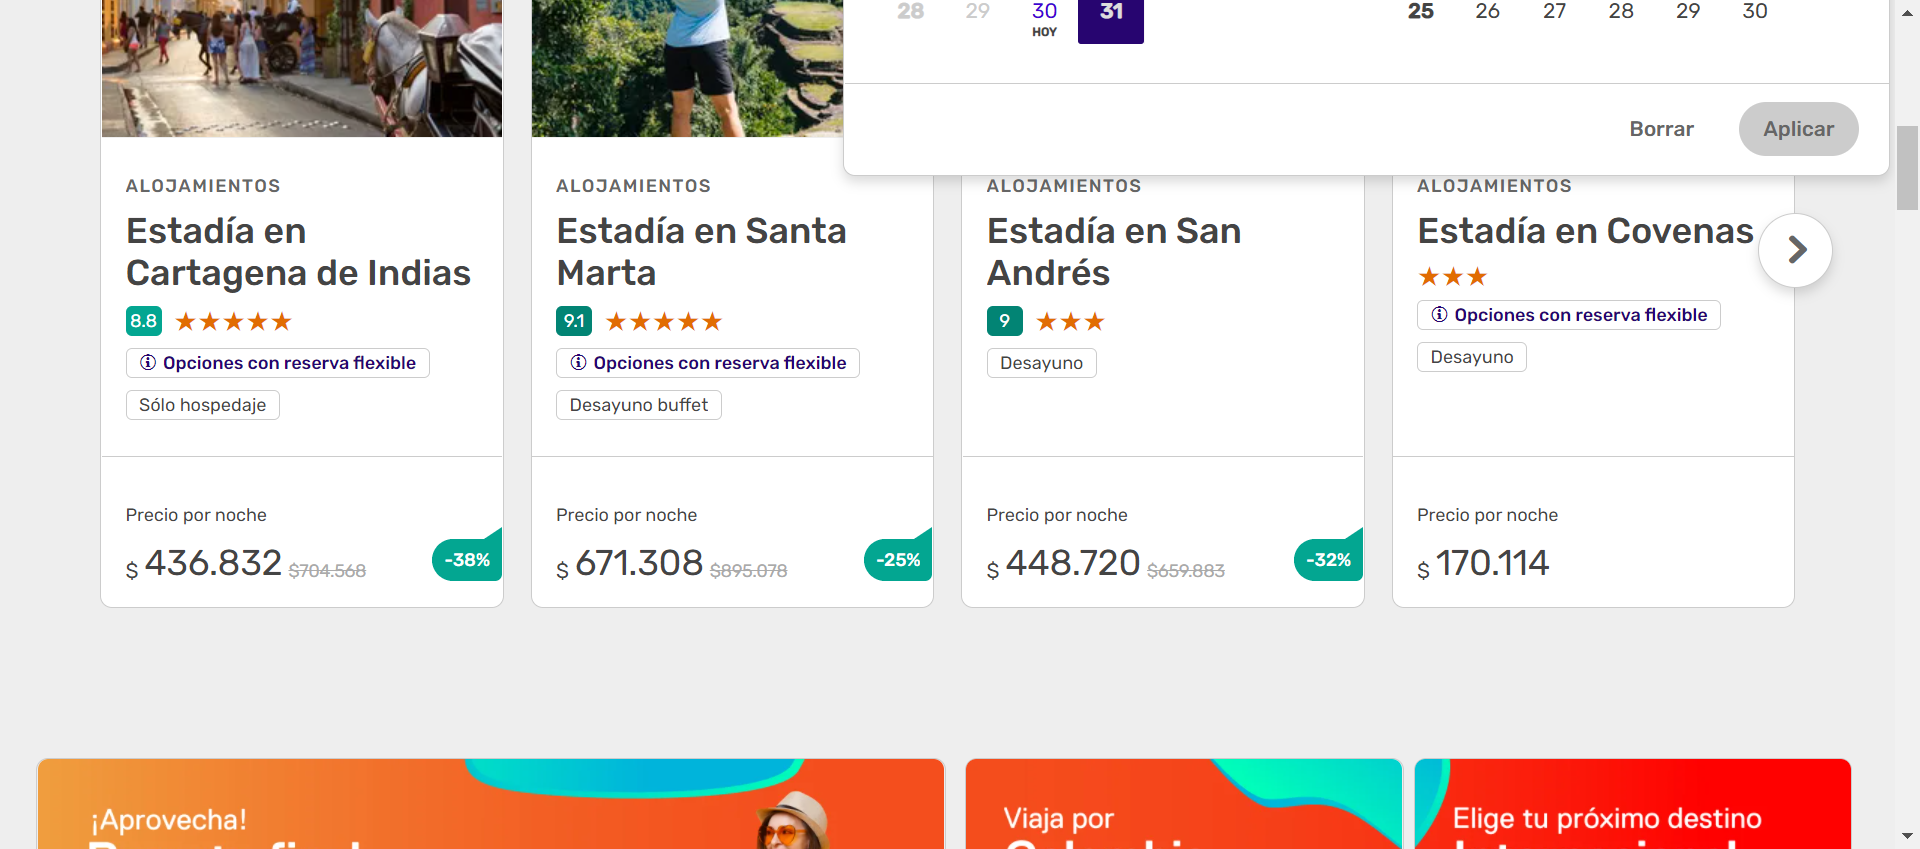 28 29 30 31
HOY
25 26 27 28 29 30
Borrar
Aplicar
ALOJAMIENTOS
Estadía en
Cartagena de Indias
8.8
Opciones con reserva flexible
Sólo hospedaje
Precio por noche
$ 436.832 $704.568
-38%
ALOJAMIENTOS
Estadía en Santa
Marta
9.1
Opciones con reserva flexible
Desayuno buffet
Precio por noche
$ 671.308 $895.078
-25%
ALOJAMIENTOS
Estadía en San
Andrés
9
Desayuno
Precio por noche
$ 448.720 $659.883
-32%
ALOJAMIENTOS
Estadía en Covenas
Opciones con reserva flexible
Desayuno
Precio por noche
$ 170.114
¡Aprovecha!
Viaja por
Elige tu próximo destino